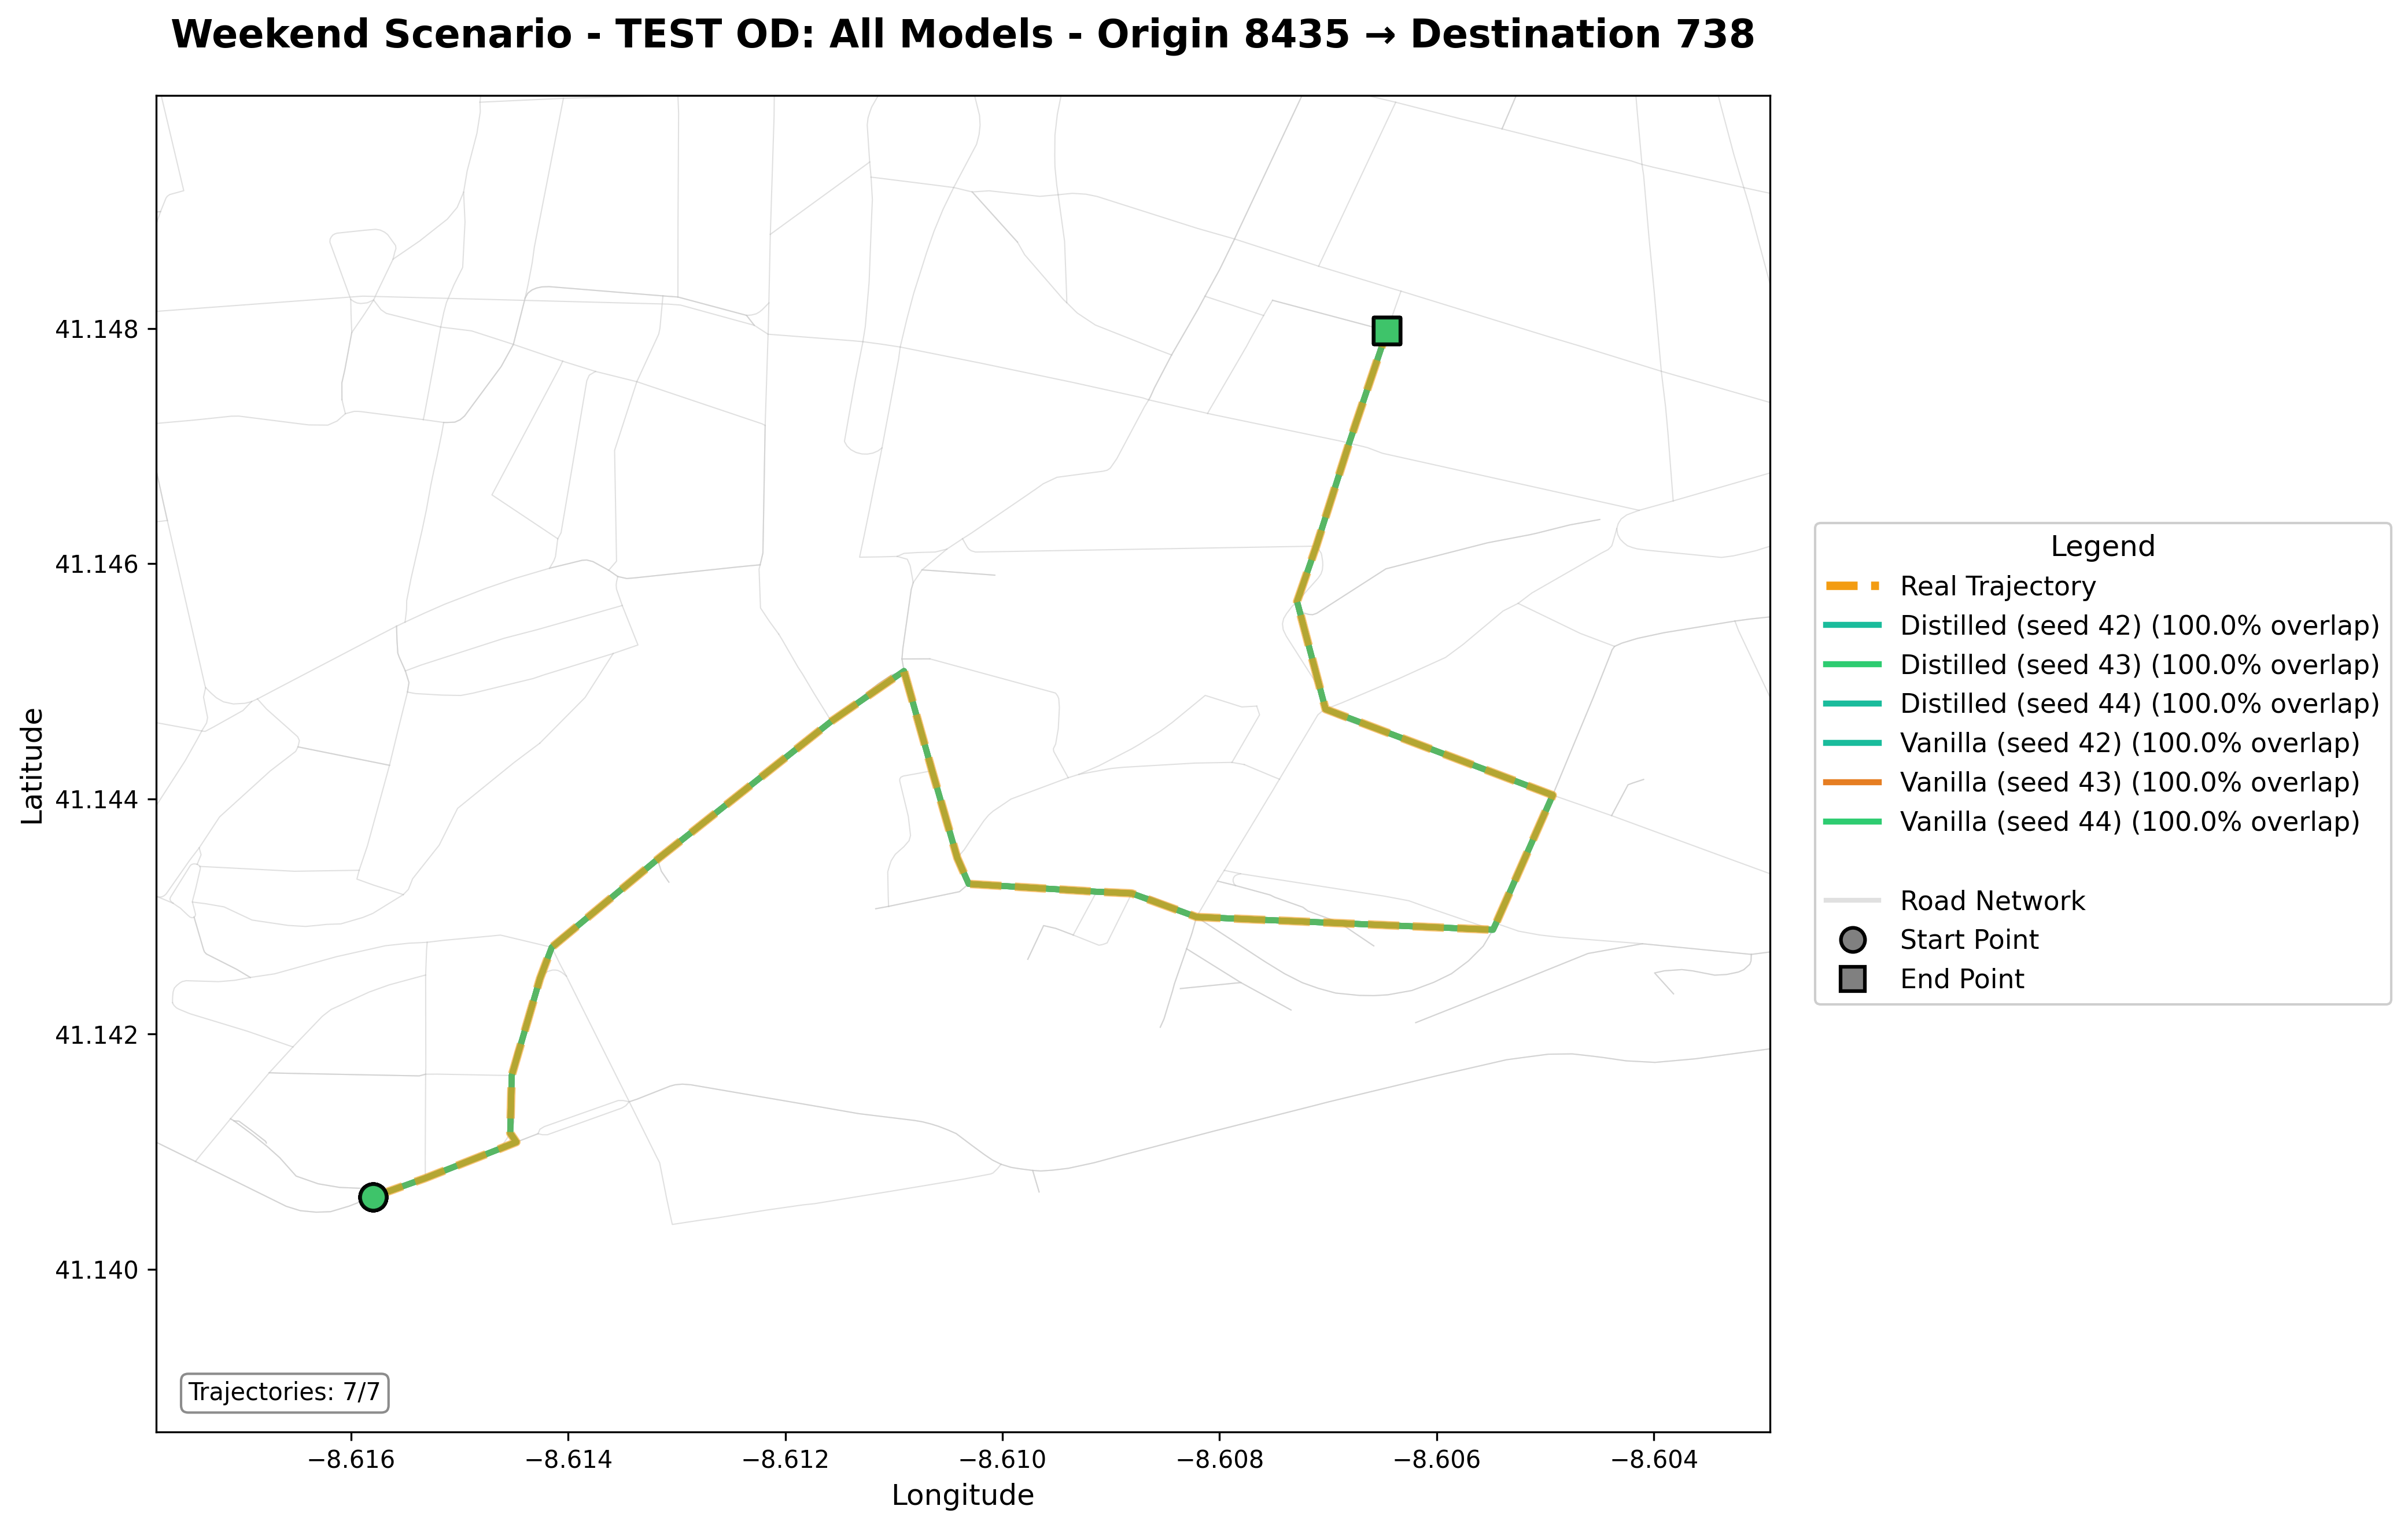 Weekend Scenario - TEST OD: All Models - Origin 8435 → Destination 738
41.148
41.146
41.144
41.142
41.140
Latitude
−8.616
−8.614
−8.612
−8.610
−8.608
−8.606
−8.604
Longitude
Trajectories: 7/7
Legend
Real Trajectory
Distilled (seed 42) (100.0% overlap)
Distilled (seed 43) (100.0% overlap)
Distilled (seed 44) (100.0% overlap)
Vanilla (seed 42) (100.0% overlap)
Vanilla (seed 43) (100.0% overlap)
Vanilla (seed 44) (100.0% overlap)
Road Network
Start Point
End Point